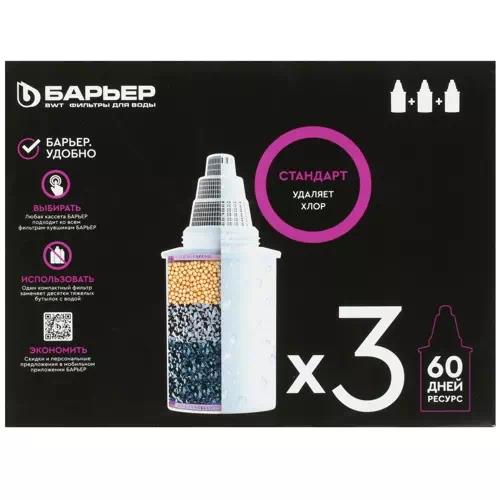 БАРЬЕР
BWT ФИЛЬТРЫ ДЛЯ ВОДЫ
БАРЬЕР.
УДОБНО
ВЫБИРАТЬ
Любая кассета БАРЬЕР
подходит ко всем
фильтрам-кувшинам БАРЬЕР
ИСПОЛЬЗОВАТЬ
Один компактный фильтр
заменяет десятки тяжелых
бутылок с водой
ЭКОНОМИТЬ
Скидки и персональные
предложения в мобильном
приложении БАРЬЕР
+ +
СТАНДАРТ
УДАЛЯЕТ
ХЛОР
x3
60
ДНЕЙ
РЕСУРС